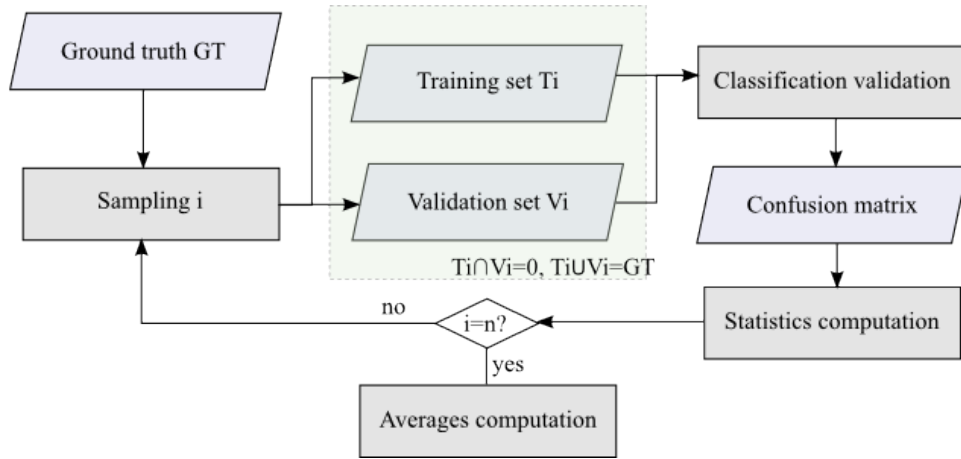 Ground truth GT
Training set Ti
Classification validation
Sampling i
Validation set Vi
Confusion matrix
Ti∩Vi=0, Ti∪Vi=GT
no
i=n?
Statistics computation
yes
Averages computation